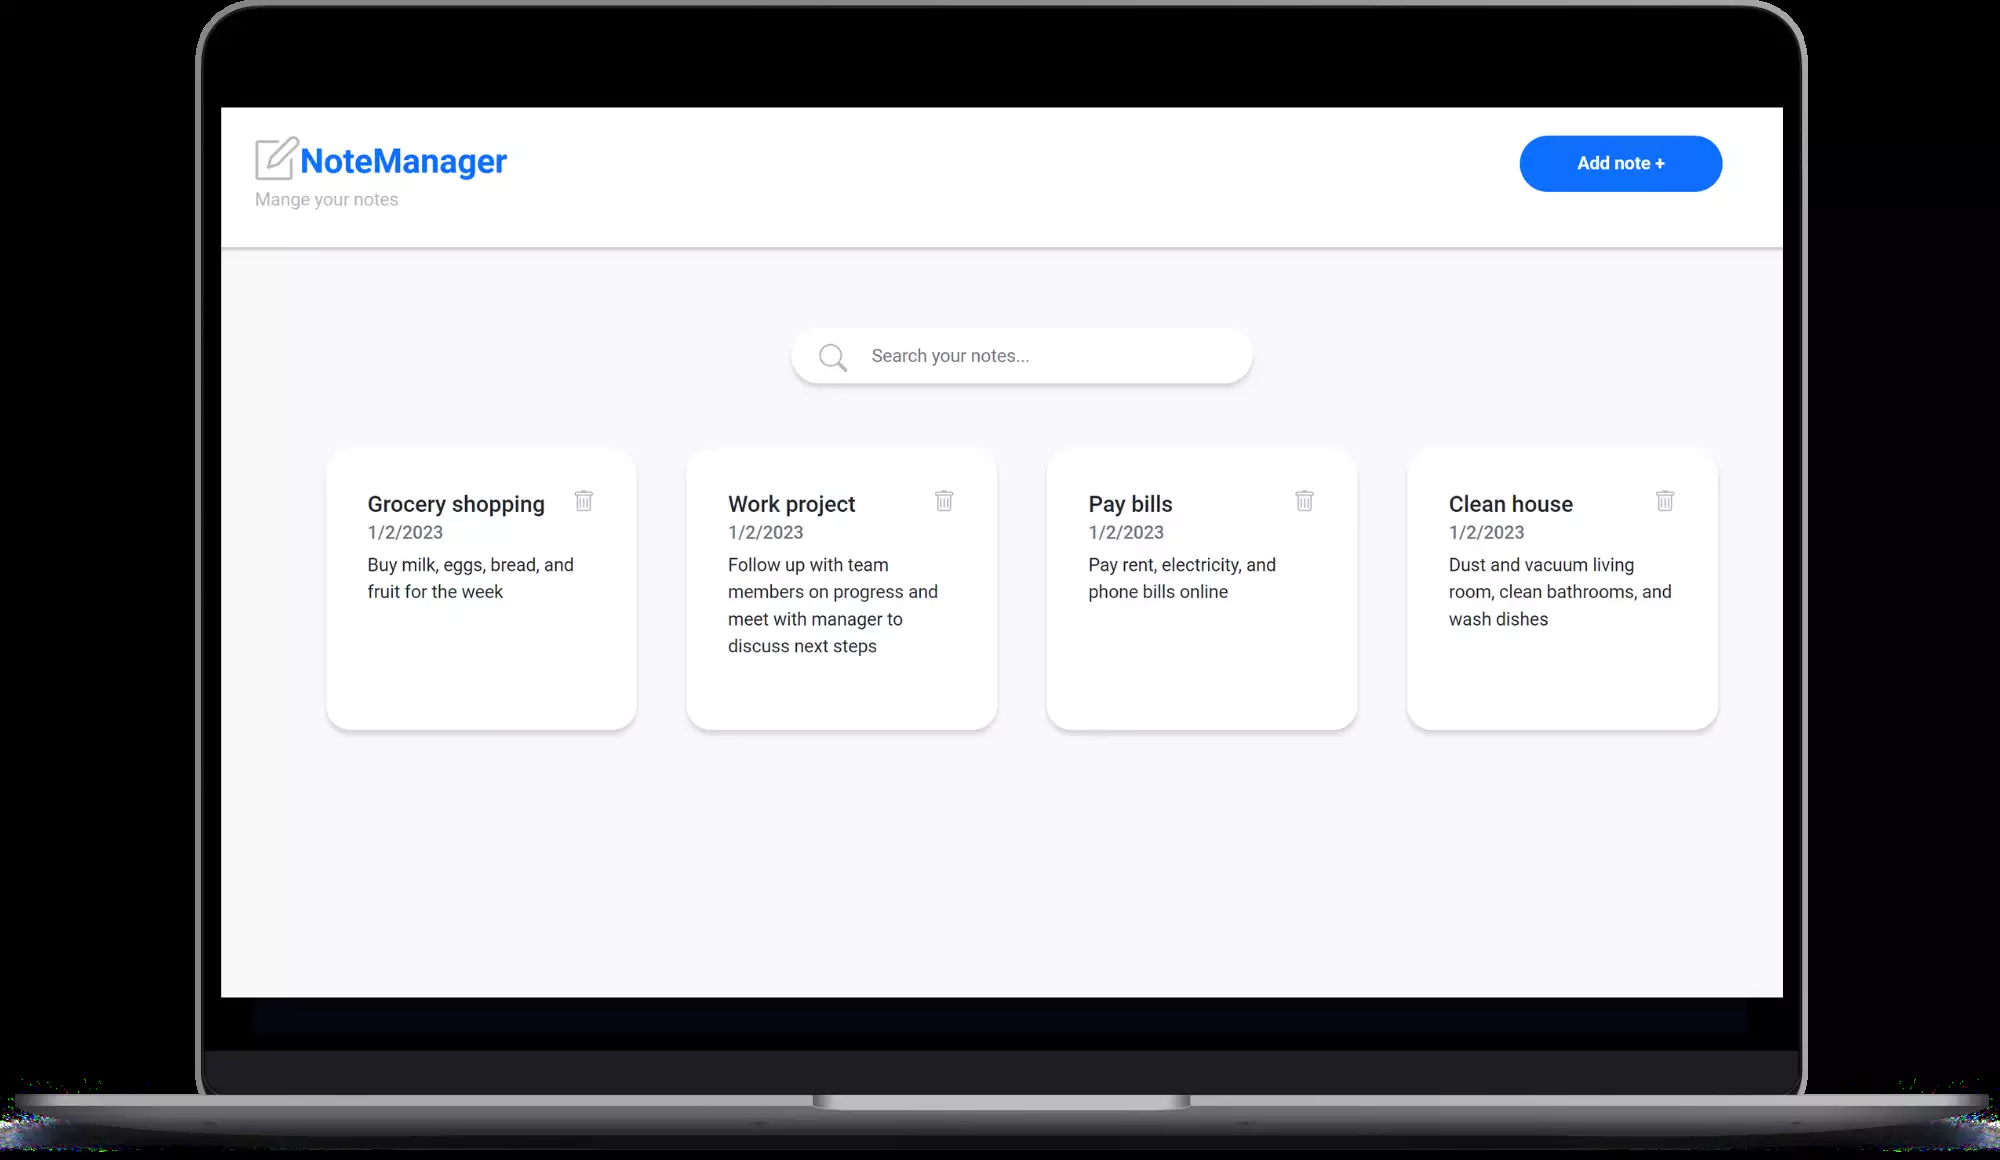 NoteManager
Mange your notes
Add note +
Search your notes...
Grocery shopping
1/2/2023
Buy milk, eggs, bread, and
fruit for the week
Work project
1/2/2023
Follow up with team
members on progress and
meet with manager to
discuss next steps
Pay bills
1/2/2023
Pay rent, electricity, and
phone bills online
Clean house
1/2/2023
Dust and vacuum living
room, clean bathrooms, and
wash dishes